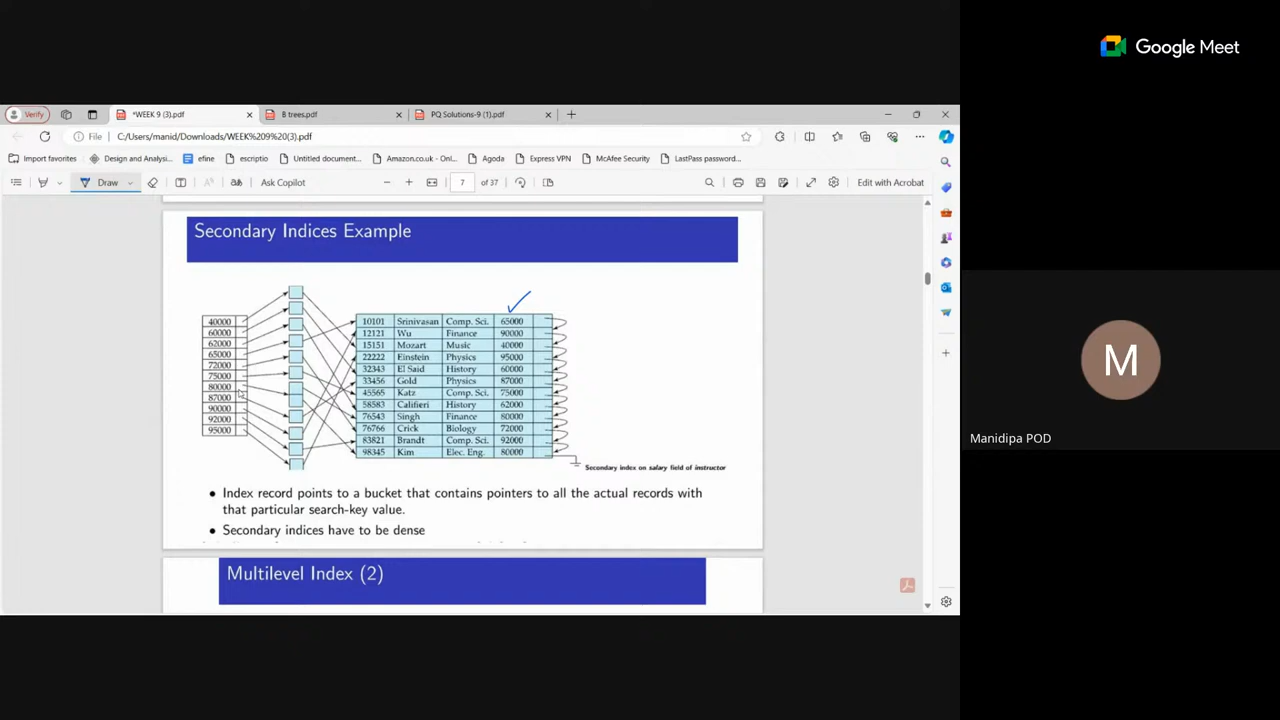 Google Meet
Verify
*WEEK 9 (3).pdf
B trees.pdf
PQ Solutions-9 (1).pdf
File
C:/Users/manid/Downloads/WEEK%209%20(3).pdf
Import favorites
Design and Analysi...
efine
escriptio
Untitled document...
Amazon.co.uk - Onl...
Agoda
Express VPN
McAfee Security
LastPass password...
Draw
Ask Copilot
7 of 37
Edit with Acrobat
Secondary Indices Example
40000
60000
62000
65000
72000
75000
80000
87000
90000
92000
95000
10101 Srinivasan Comp. Sci. 65000
12121 Wu Finance 90000
15151 Mozart Music 40000
22222 Einstein Physics 95000
32343 El Said History 60000
33456 Gold Physics 87000
45565 Katz Comp. Sci. 75000
58583 Califieri History 62000
76543 Singh Finance 80000
76766 Crick Biology 72000
83821 Brandt Comp. Sci. 92000
98345 Kim Elec. Eng. 80000
Secondary index on salary field of instructor
• Index record points to a bucket that contains pointers to all the actual records with
that particular search-key value.
• Secondary indices have to be dense
Multilevel Index (2)
M
Manidipa POD